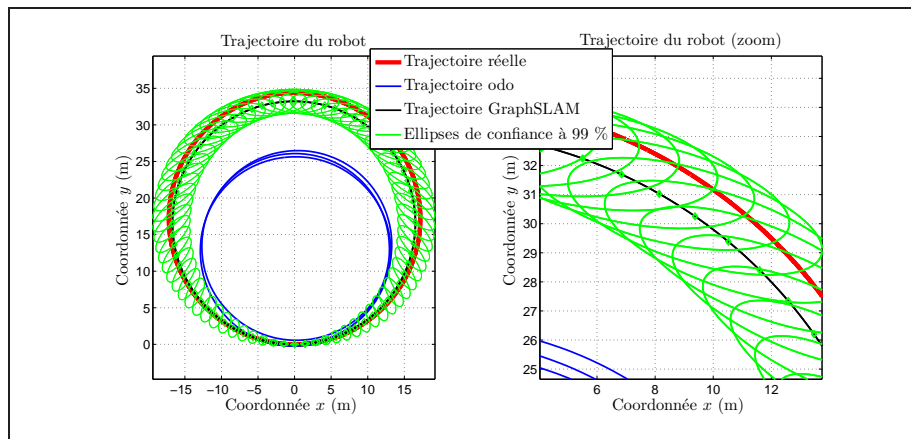 Trajectoire du robot
Trajectoire du robot (zoom)
Trajectoire réelle
Trajectoire odo
Trajectoire GraphSLAM
Ellipses de confiance à 99 %
Coordonnée y (m)
35
30
25
20
15
10
5
0
−15
−10
−5
0
5
10
15
Coordonnée x (m)
Coordonnée y (m)
33
32
31
30
29
28
27
26
25
6
8
10
12
Coordonnée x (m)